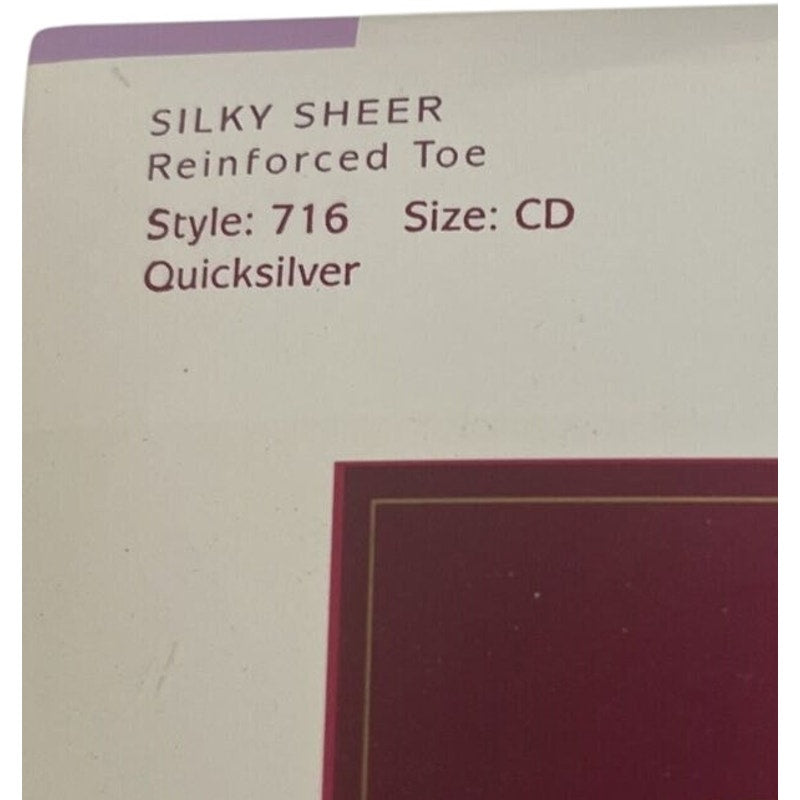 SILKY SHEER
Reinforced Toe
Style: 716 Size: CD
Quicksilver